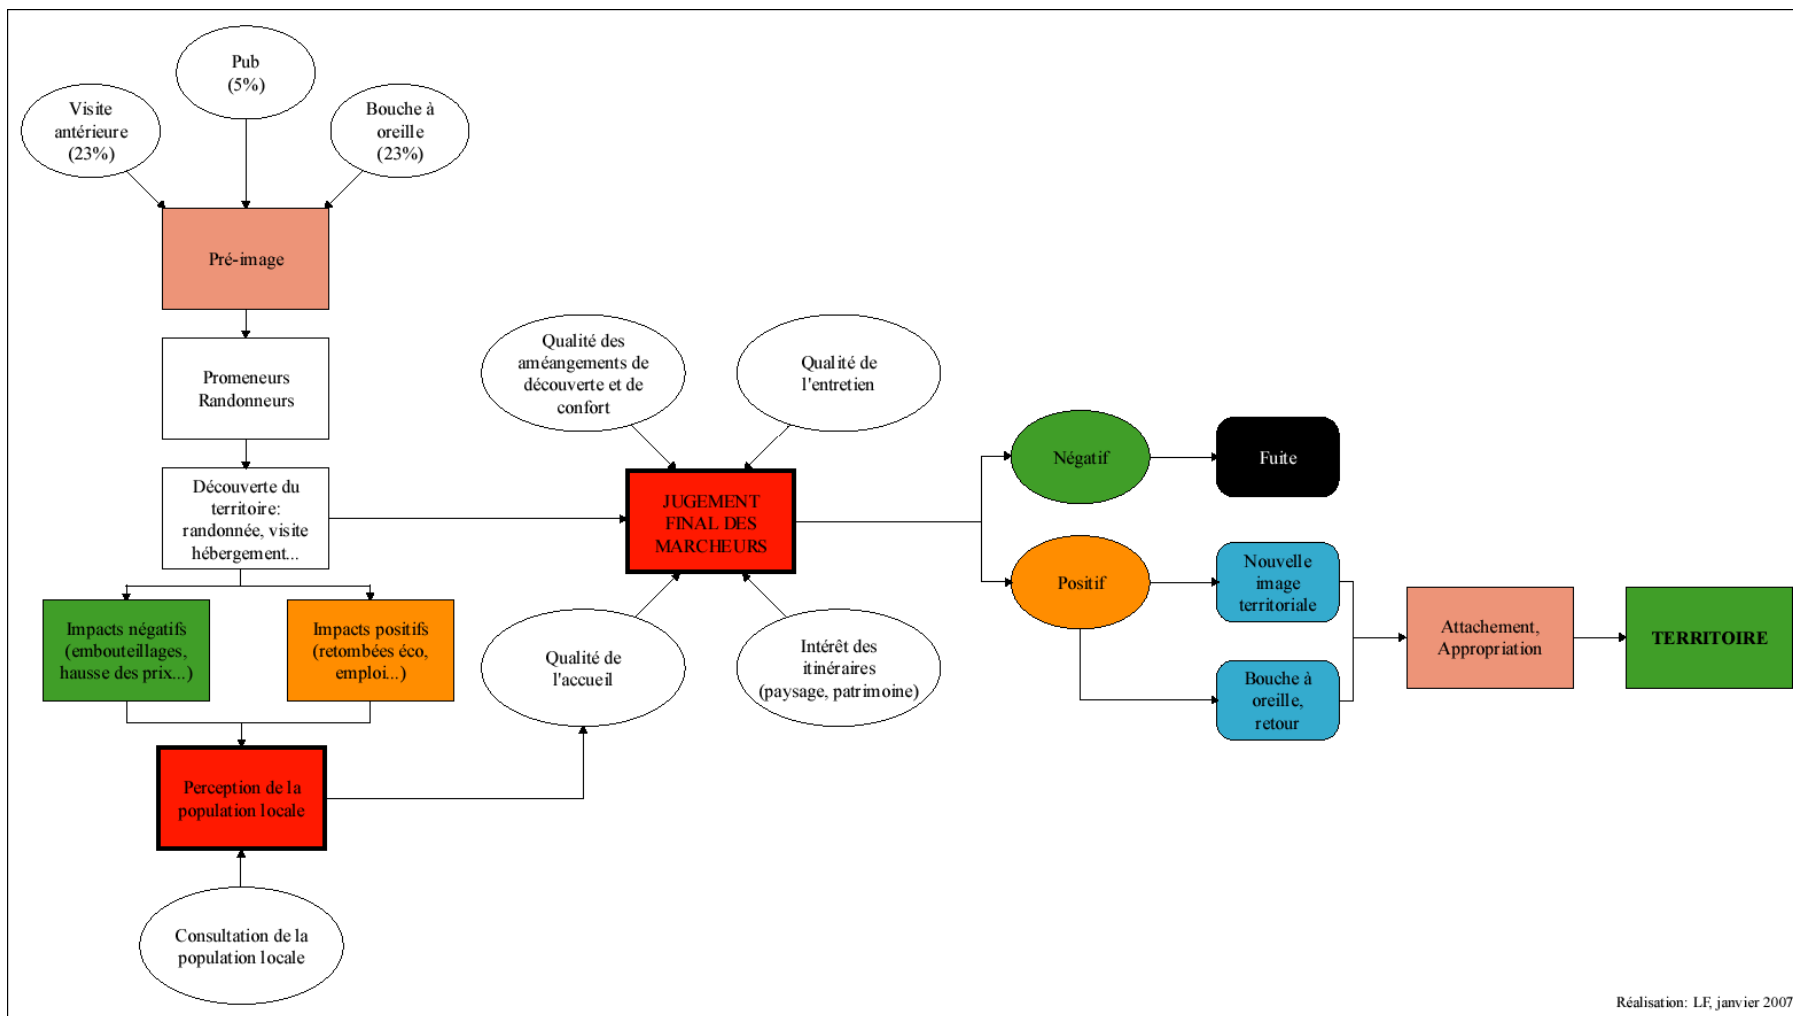 Pub
(5%)
Visite
antérieure
(23%)
Bouche à
oreille
(23%)
Pré-image
Promeneurs
Randonneurs
Découverte du
territoire:
randonnée, visite
hébergement...
Impacts négatifs
(embouteillages,
hausse des prix...)
Impacts positifs
(retombées éco,
emploi...)
Perception de la
population locale
Consultation de la
population locale
Qualité des
améangements de
découverte et de
confort
Qualité de
l'entretien
JUGEMENT
FINAL DES
MARCHEURS
Qualité de
l'accueil
Intérêt des
itinéraires
(paysage, patrimoine)
Négatif
Fuite
Positif
Nouvelle
image
territoriale
Bouche à
oreille,
retour
Attachement,
Appropriation
TERRITOIRE
Réalisation: LF, janvier 2007